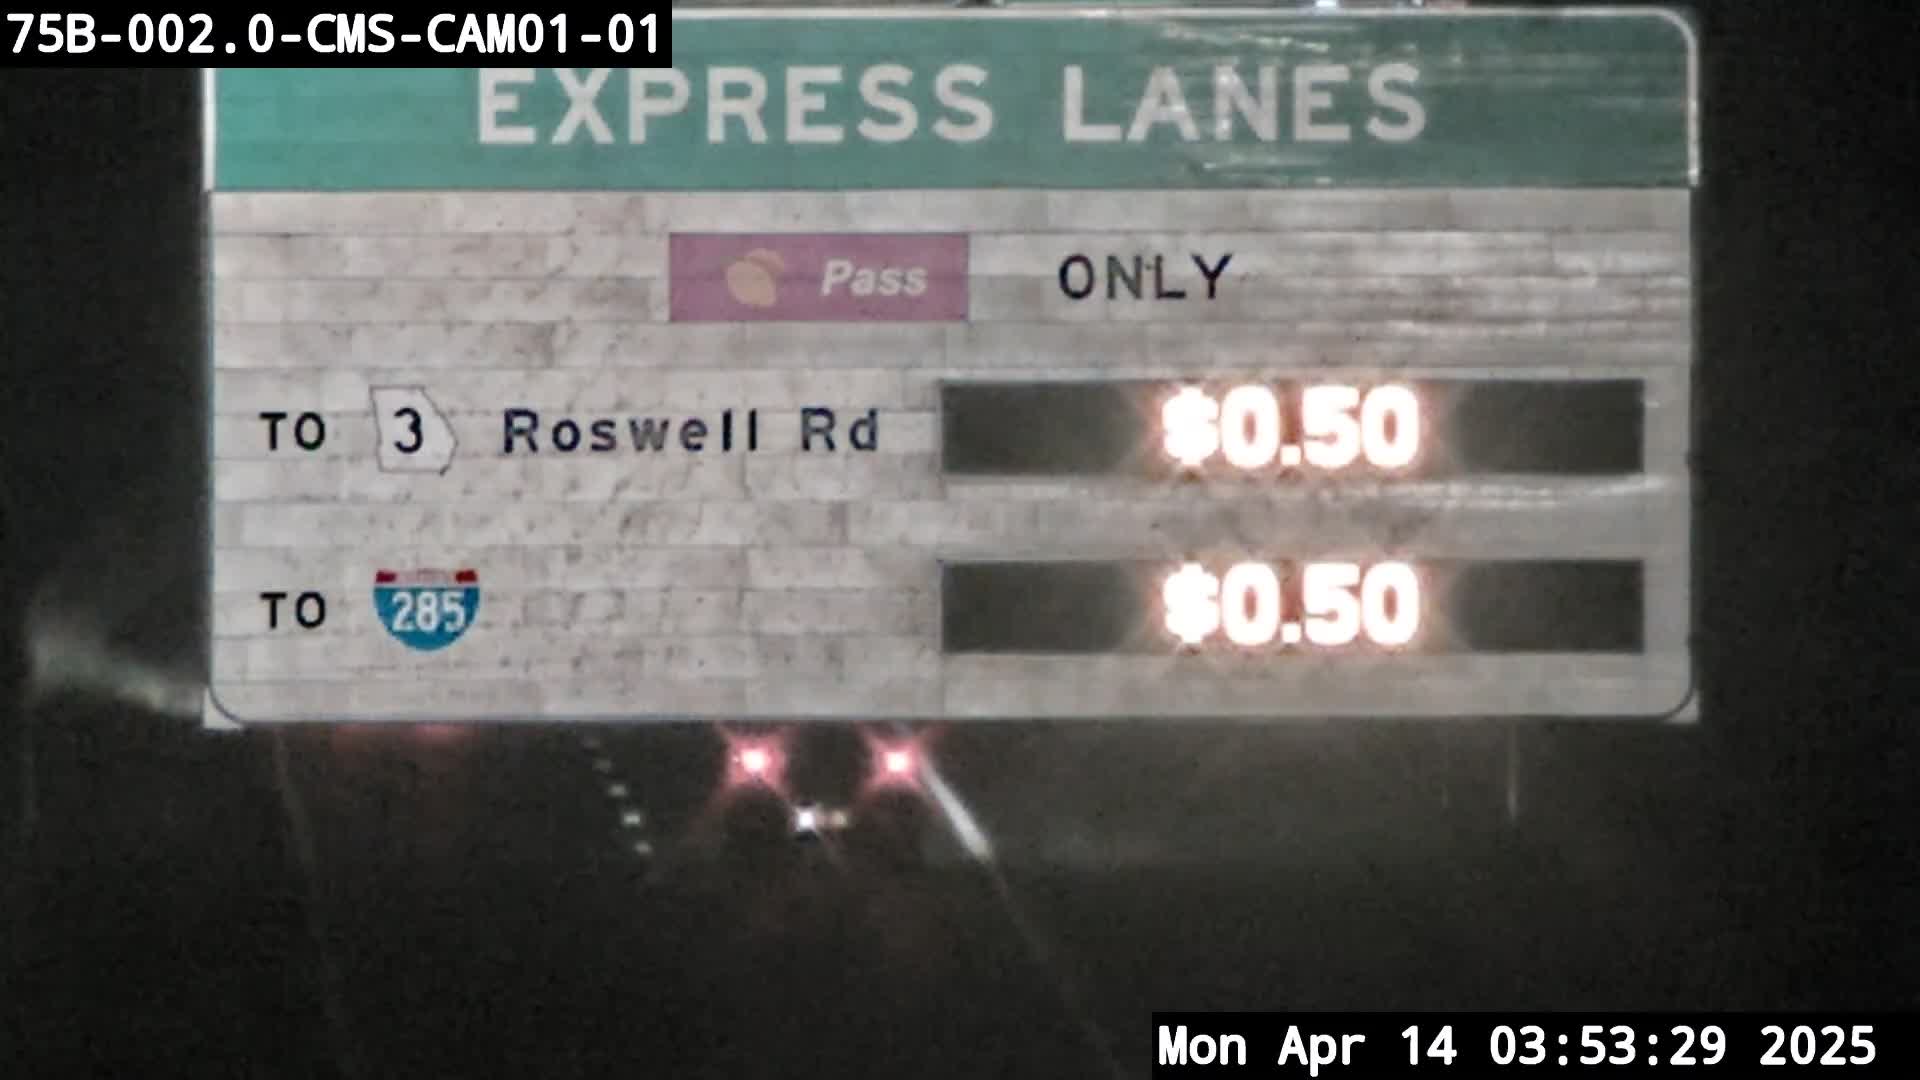 75B-002.0-CMS-CAM01-01
EXPRESS LANES
Pass ONLY
TO 3 Roswell Rd $0.50
TO 285 $0.50
Mon Apr 14 03:53:29 2025